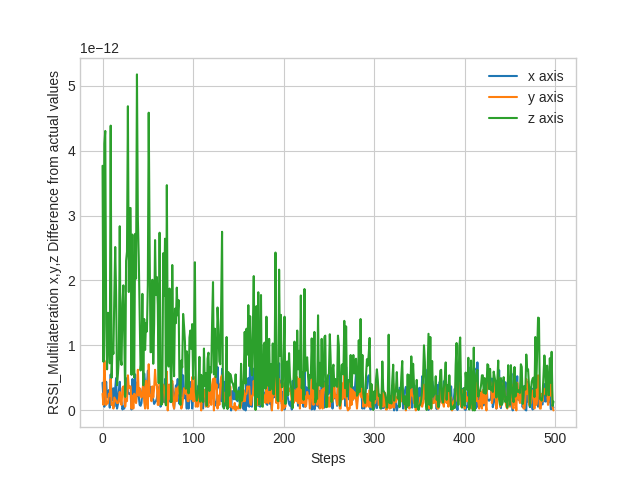 1e−12
RSSI_Multilateration x,y,z Difference from actual values
5
4
3
2
1
0
x axis
y axis
z axis
0 100 200 300 400 500
Steps